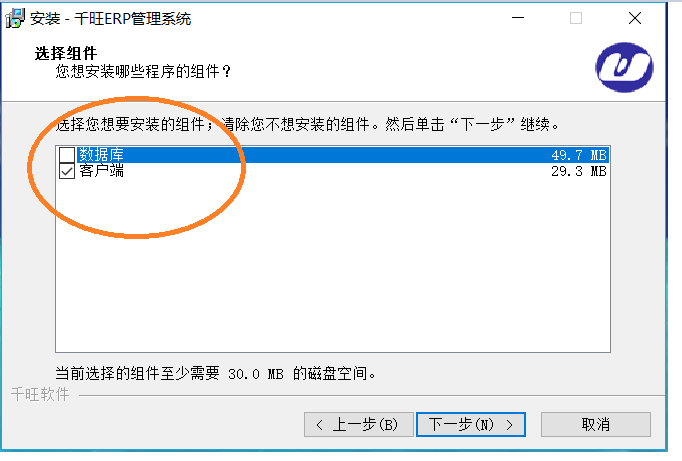 安装 - 千旺ERP管理系统
选择组件
您想安装哪些程序的组件？
选择您想要安装的组件；清除您不想安装的组件。然后单击“下一步”继续。
数据库 49.7 MB
客户端 29.3 MB
当前选择的组件至少需要 30.0 MB 的磁盘空间。
千旺软件
< 上一步(B) 下一步(N) > 取消